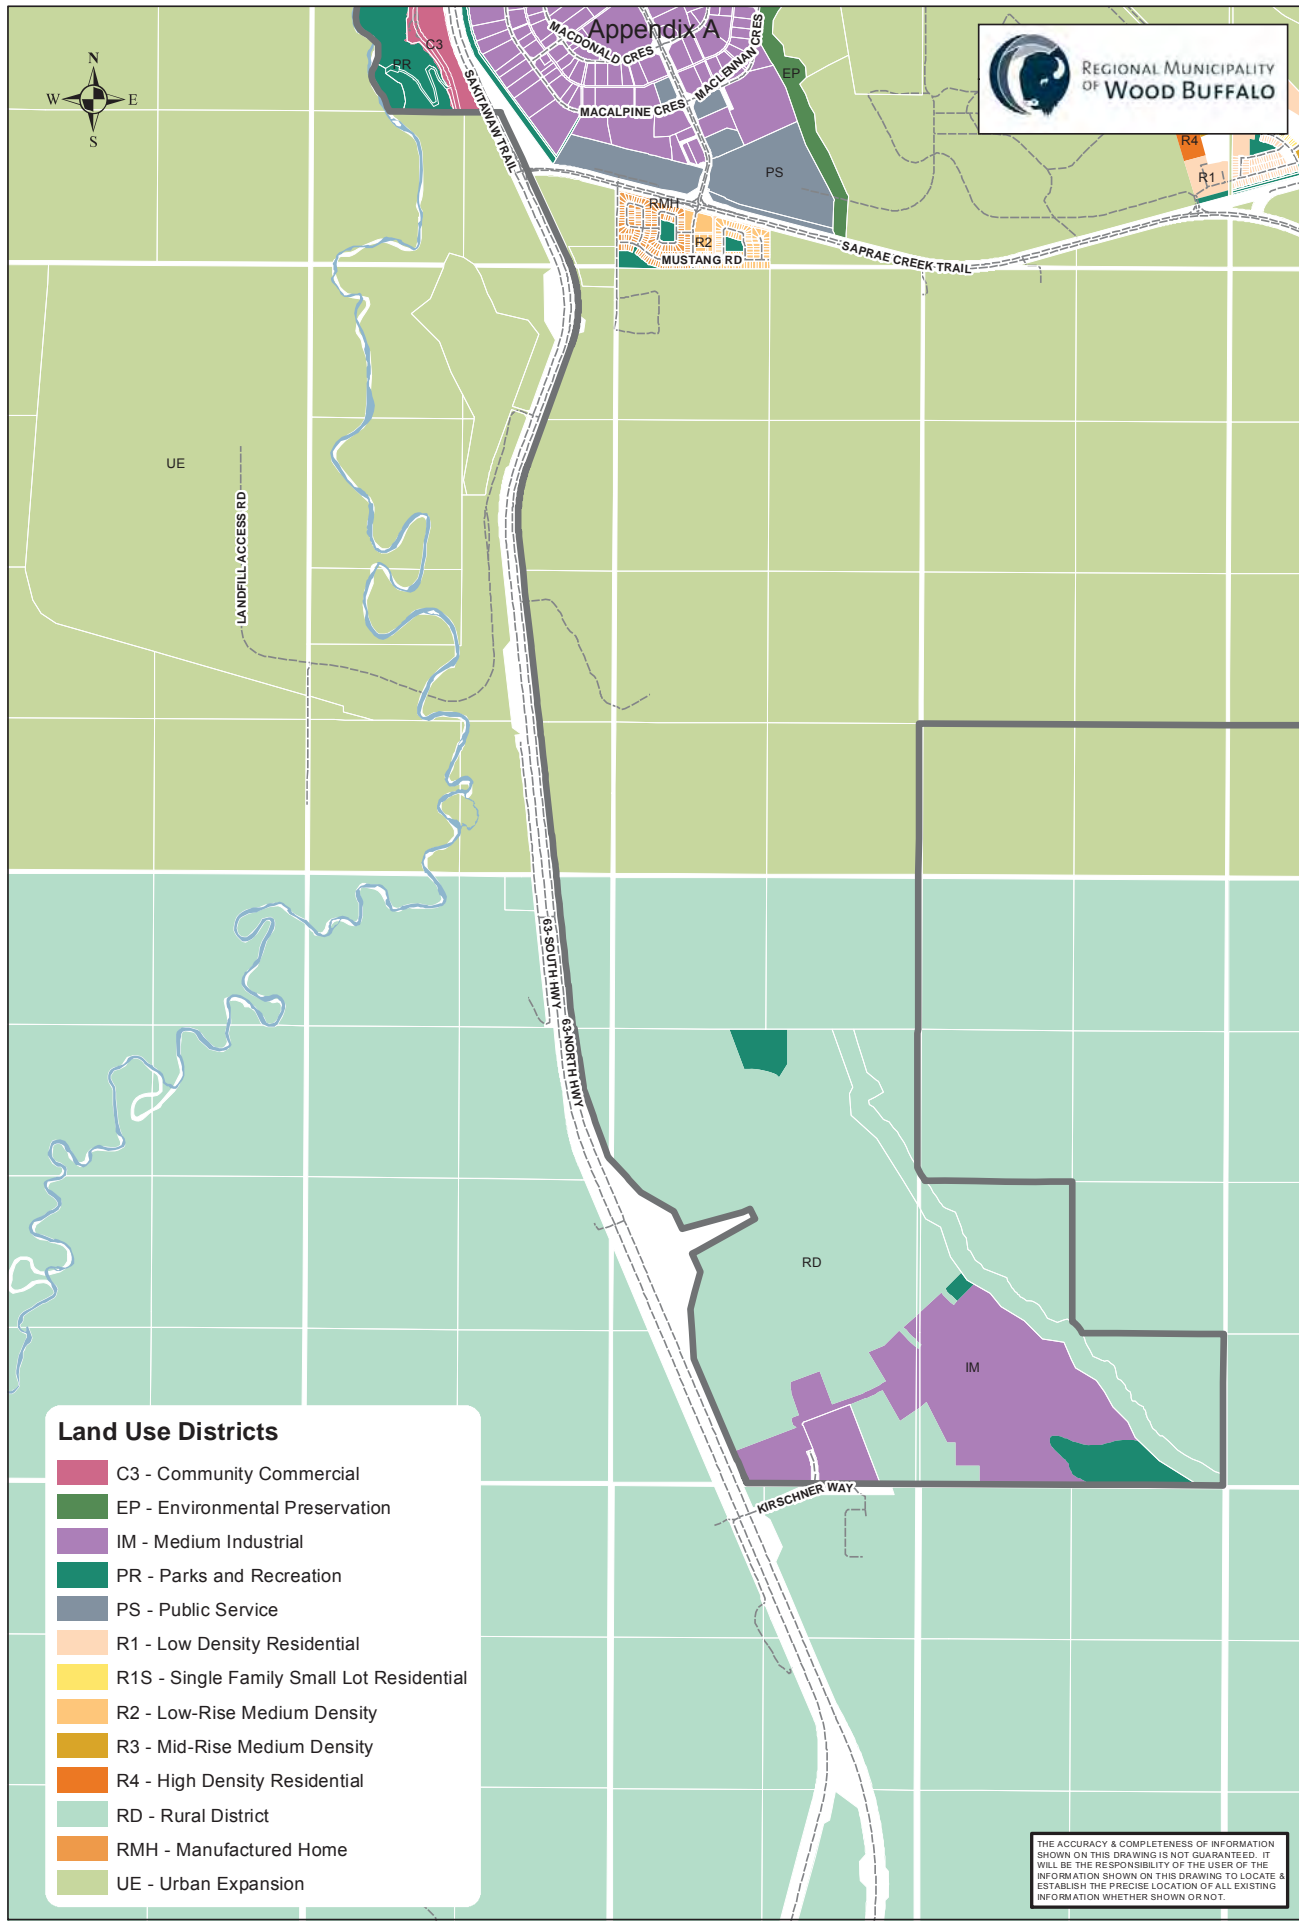 Appendix A
REGIONAL MUNICIPALITY
OF WOOD BUFFALO
N
W E
S
C3
PR
SAKITAWAW TRAIL
MACDONALD CRES
MACLENNAN CRES
MACALPINE CRES
EP
PS
R4
R1
RMH
R2
MUSTANG RD
SAPRAE CREEK TRAIL
UE
LANDFILL ACCESS RD
63-SOUTH HWY
63-NORTH HWY
RD
IM
KIRSCHNER WAY
Land Use Districts
C3 - Community Commercial
EP - Environmental Preservation
IM - Medium Industrial
PR - Parks and Recreation
PS - Public Service
R1 - Low Density Residential
R1S - Single Family Small Lot Residential
R2 - Low-Rise Medium Density
R3 - Mid-Rise Medium Density
R4 - High Density Residential
RD - Rural District
RMH - Manufactured Home
UE - Urban Expansion
THE ACCURACY & COMPLETENESS OF INFORMATION
SHOWN ON THIS DRAWING IS NOT GUARANTEED. IT
WILL BE THE RESPONSIBILITY OF THE USER OF THE
INFORMATION SHOWN ON THIS DRAWING TO LOCATE &
ESTABLISH THE PRECISE LOCATION OF ALL EXISTING
INFORMATION WHETHER SHOWN OR NOT.